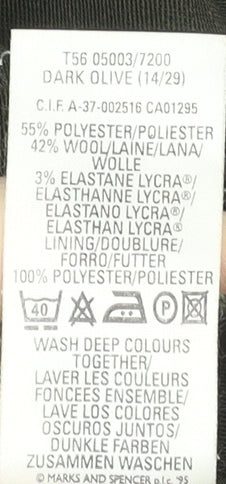 T56 05003/7200
DARK OLIVE (14/29)
C.I.F. A-37-002516 CA01295
55% POLYESTER/POLIESTER
42% WOOL/LAINE/LANA/
WOLLE
3% ELASTANE LYCRA®/
ELASTHANNE LYCRA®/
ELASTANO LYCRA®/
ELASTHAN LYCRA®
LINING/DOUBLURE/
FORRO/FUTTER
100% POLYESTER/POLIESTER
40 P
WASH DEEP COLOURS
TOGETHER/
LAVER LES COULEURS
FONCEES ENSEMBLE/
LAVE LOS COLORES
OSCUROS JUNTOS/
DUNKLE FARBEN
ZUSAMMEN WASCHEN
© MARKS AND SPENCER p.l.c. '95